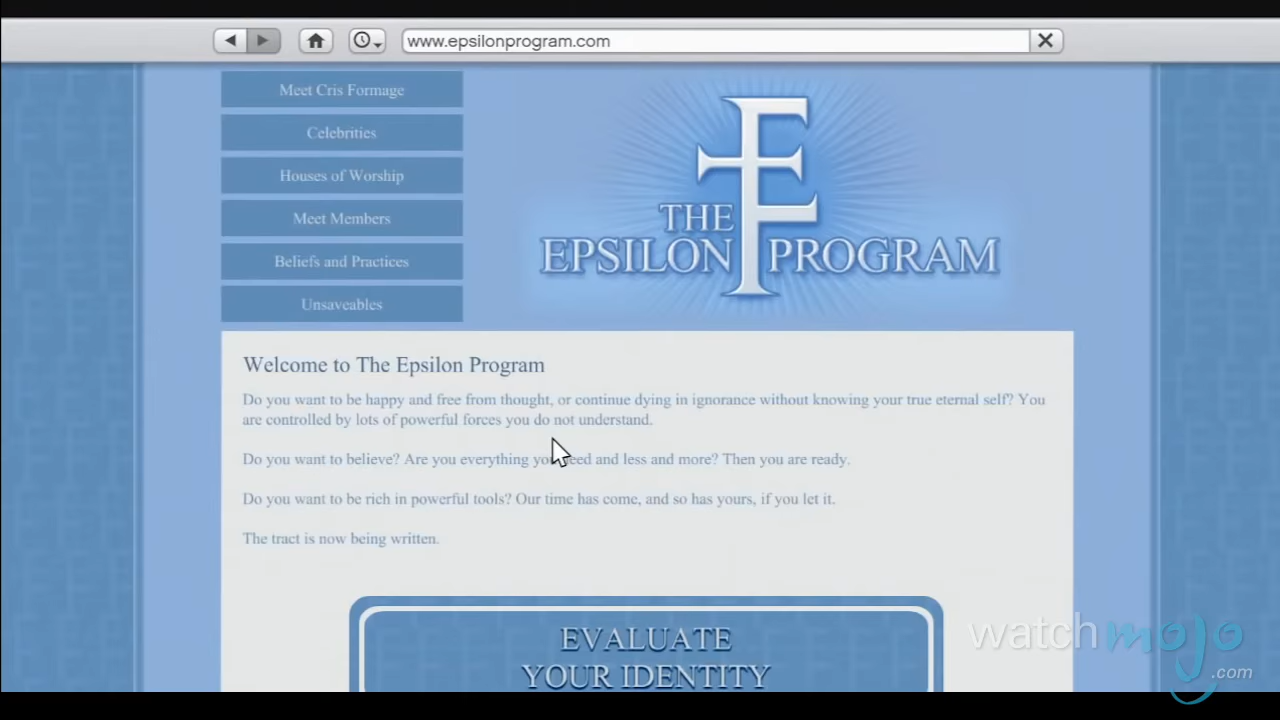 www.epsilonprogram.com
Meet Cris Formage
Celebrities
Houses of Worship
Meet Members
Beliefs and Practices
Unsaveables
THE
EPSILON PROGRAM
Welcome to The Epsilon Program
Do you want to be happy and free from thought, or continue dying in ignorance without knowing your true eternal self? You
are controlled by lots of powerful forces you do not understand.
Do you want to believe? Are you everything you need and less and more? Then you are ready.
Do you want to be rich in powerful tools? Our time has come, and so has yours, if you let it.
The tract is now being written.
EVALUATE
YOUR IDENTITY
watchmojo
.com